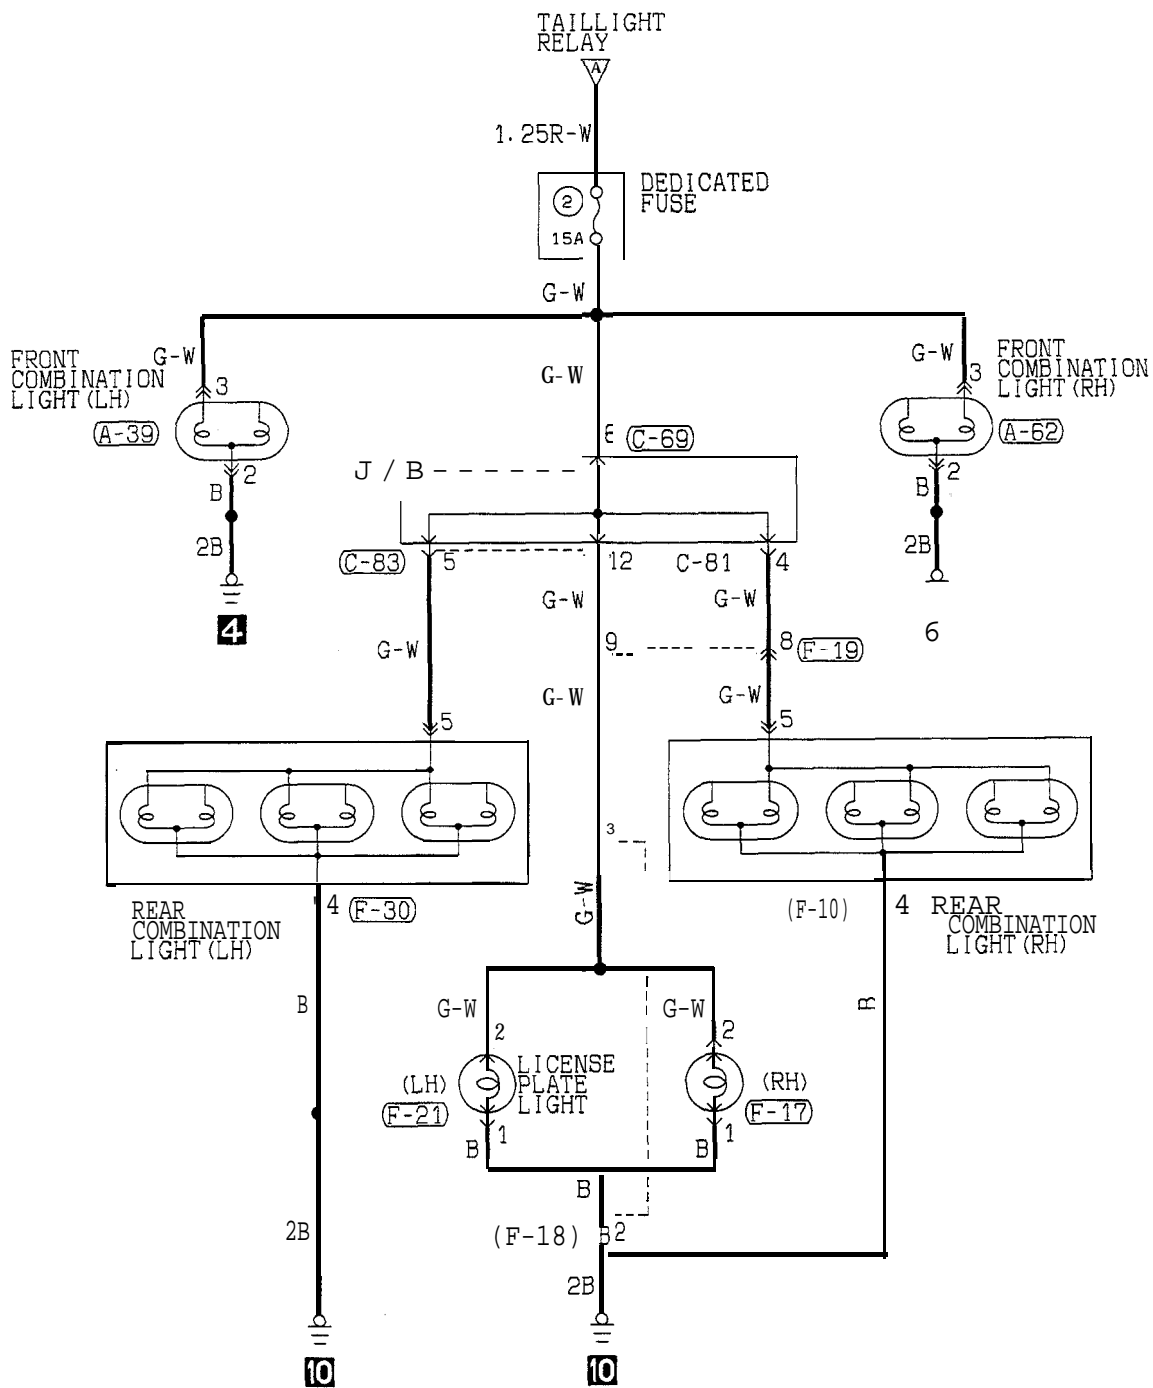 TAILLIGHT
RELAY
A
1.25R-W
DEDICATED
FUSE
2
15A
G-W
G-W
G-W
G-W
FRONT
COMBINATION
LIGHT(LH)
3
A-39
2
B
2B
4
FRONT
COMBINATION
LIGHT(RH)
3
A-62
2
B
2B
6
C-69
J/B
C-83
5
12
C-81
4
G-W
G-W
G-W
9
8
F-19
G-W
G-W
5
5
3
G-W
4
F-30
REAR
COMBINATION
LIGHT(LH)
(F-10)
4
REAR
COMBINATION
LIGHT(RH)
B
B
G-W
G-W
2
2
LICENSE
PLATE
LIGHT
(LH)
F-21
(RH)
F-17
1
1
B
B
B
2B
(F-18)
B2
2B
10
10